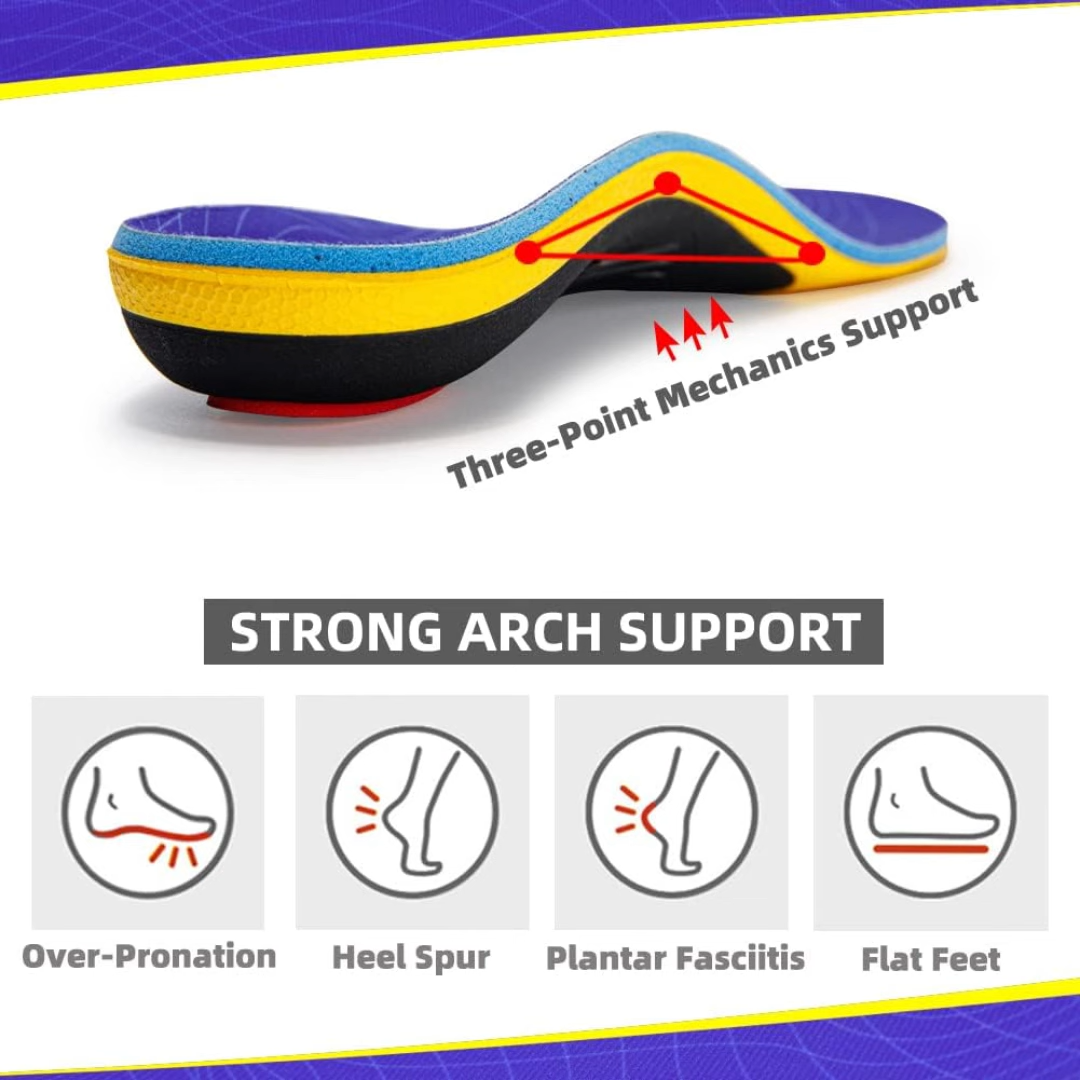 Three-Point Mechanics Support
STRONG ARCH SUPPORT
Over-Pronation
Heel Spur
Plantar Fasciitis
Flat Feet